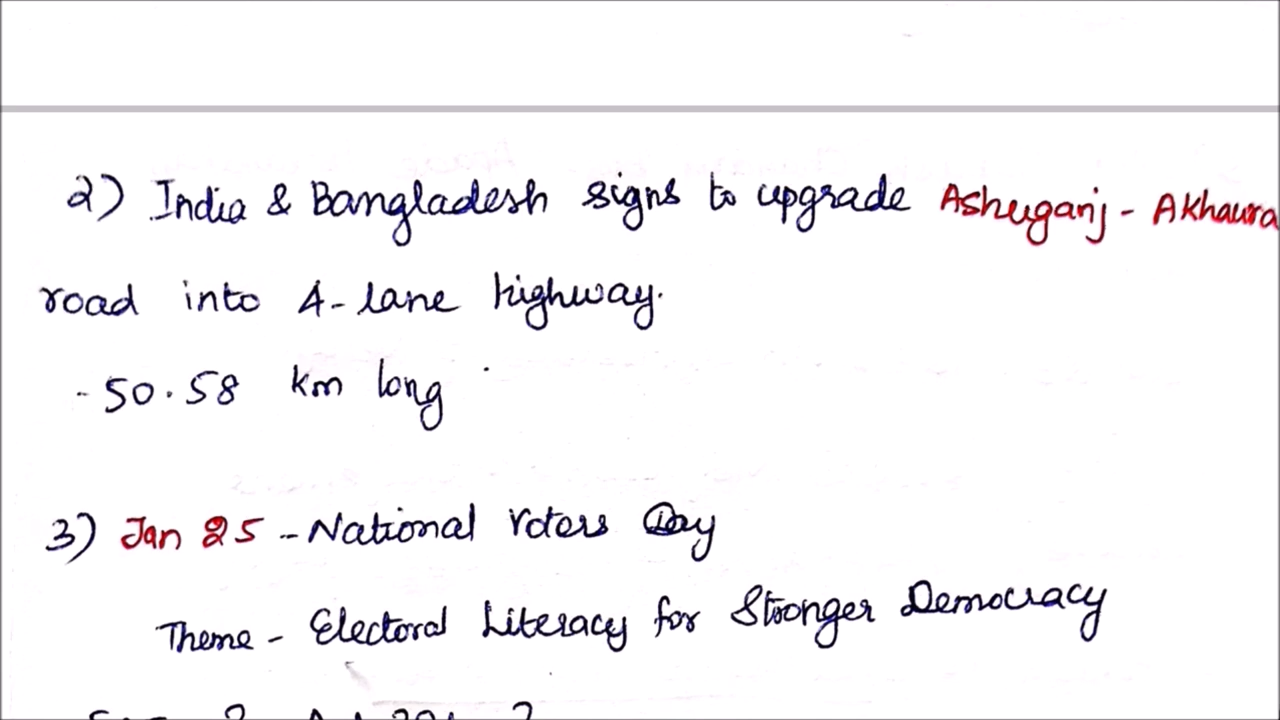 2) India & Bangladesh signs to upgrade Ashuganj - Akhaura
road into 4-lane highway.
- 50.58 km long
3) Jan 25 - National Voters Day
Theme - Electoral Literacy for Stronger Democracy